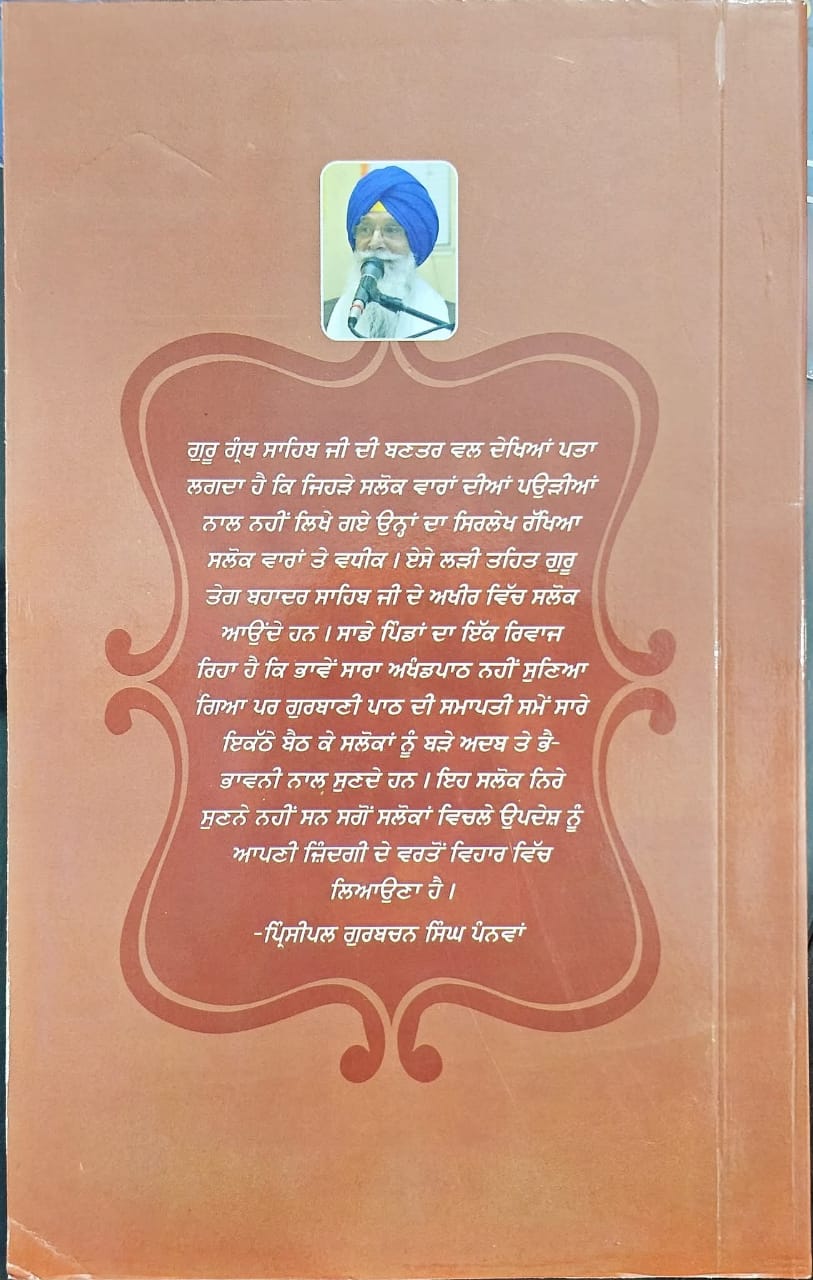 ਗੁਰੂ ਗ੍ਰੰਥ ਸਾਹਿਬ ਜੀ ਦੀ ਬਣਤਰ ਵਲ ਦੇਖਿਆਂ ਪਤਾ
ਲਗਦਾ ਹੈ ਕਿ ਜਿਹੜੇ ਸਲੋਕ ਵਾਰਾਂ ਦੀਆਂ ਪਉੜੀਆਂ
ਨਾਲ ਨਹੀਂ ਲਿਖੇ ਗਏ ਉਨ੍ਹਾਂ ਦਾ ਸਿਰਲੇਖ ਰੱਖਿਆ
ਸਲੋਕ ਵਾਰਾਂ ਤੇ ਵਧੀਕ। ਏਸੇ ਲੜੀ ਤਹਿਤ ਗੁਰੂ
ਤੇਗ ਬਹਾਦਰ ਸਾਹਿਬ ਜੀ ਦੇ ਅਖੀਰ ਵਿੱਚ ਸਲੋਕ
ਆਉਂਦੇ ਹਨ। ਸਾਡੇ ਪਿੰਡਾਂ ਦਾ ਇੱਕ ਰਿਵਾਜ
ਰਿਹਾ ਹੈ ਕਿ ਭਾਵੇਂ ਸਾਰਾ ਅਖੰਡਪਾਠ ਨਹੀਂ ਸੁਣਿਆ
ਗਿਆ ਪਰ ਗੁਰਬਾਣੀ ਪਾਠ ਦੀ ਸਮਾਪਤੀ ਸਮੇਂ ਸਾਰੇ
ਇਕੱਠੇ ਬੈਠ ਕੇ ਸਲੋਕਾਂ ਨੂੰ ਬੜੇ ਅਦਬ ਤੇ ਭੈ-
ਭਾਵਨੀ ਨਾਲ ਸੁਣਦੇ ਹਨ। ਇਹ ਸਲੋਕ ਨਿਰੇ
ਸੁਣਨੇ ਨਹੀਂ ਸਨ ਸਗੋਂ ਸਲੋਕਾਂ ਵਿਚਲੇ ਉਪਦੇਸ਼ ਨੂੰ
ਆਪਣੀ ਜ਼ਿੰਦਗੀ ਦੇ ਵਰਤੋਂ ਵਿਹਾਰ ਵਿੱਚ
ਲਿਆਉਣਾ ਹੈ।
-ਪ੍ਰਿੰਸੀਪਲ ਗੁਰਬਚਨ ਸਿੰਘ ਪੰਨਵਾਂ